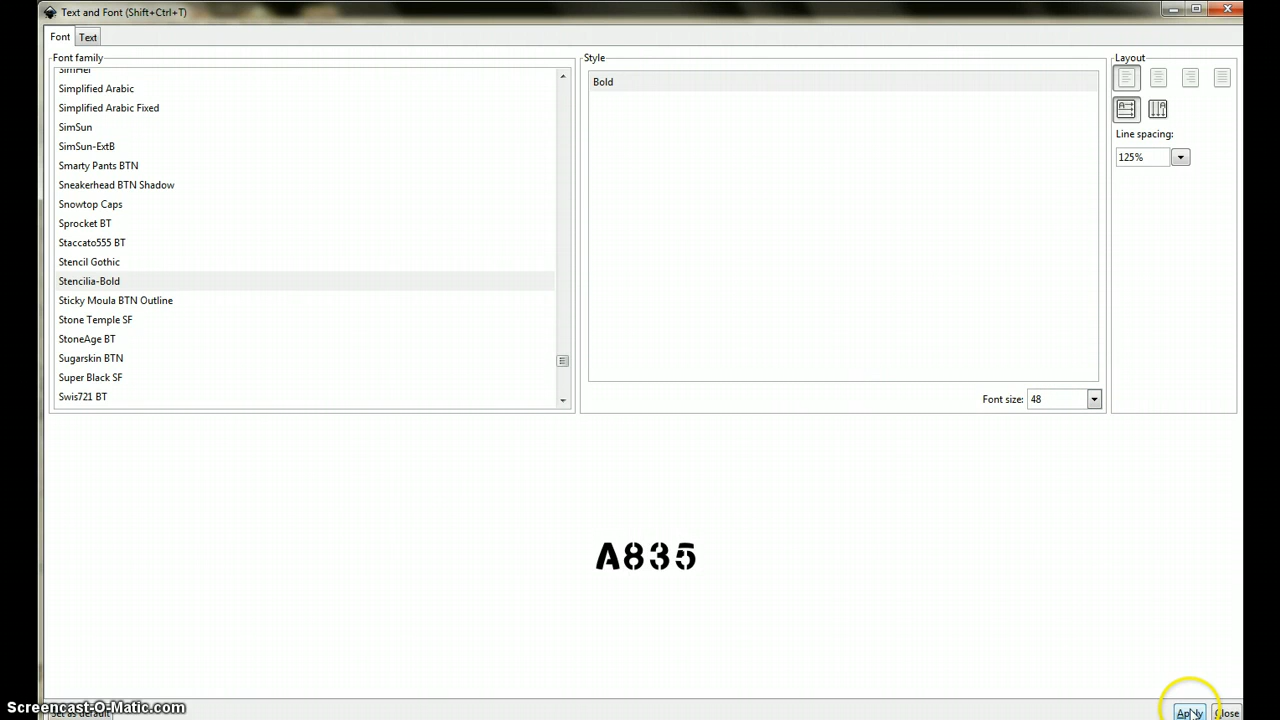 Text and Font (Shift+Ctrl+T)
Font Text
Font family
SimHei
Simplified Arabic
Simplified Arabic Fixed
SimSun
SimSun-ExtB
Smarty Pants BTN
Sneakerhead BTN Shadow
Snowtop Caps
Sprocket BT
Staccato555 BT
Stencil Gothic
Stencilia-Bold
Sticky Moula BTN Outline
Stone Temple SF
StoneAge BT
Sugarskin BTN
Super Black SF
Swis721 BT
Style
Bold
Font size: 48
Layout
Line spacing:
125%
A835
Set as default
Apply Close
Screencast-O-Matic.com